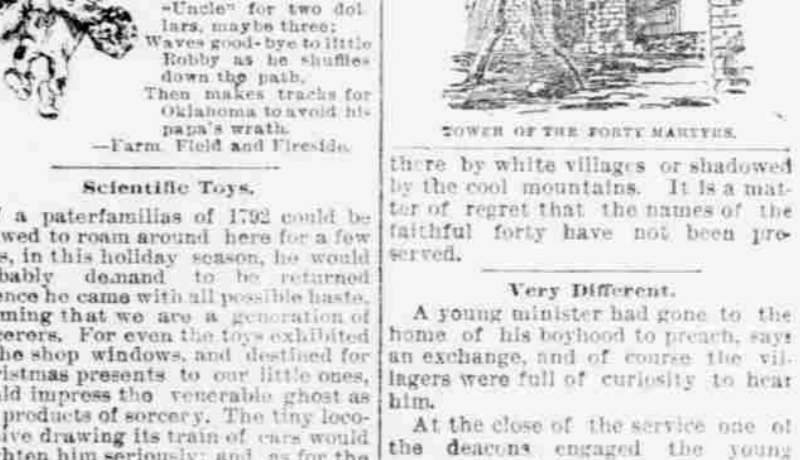 "Uncle" for two dol-
lars, maybe three;
Waves good-bye to little
Robby as he shuffles
down the path,
Then makes tracks for
Oklahoma to avoid his
papa's wrath.
—Farm, Field and Fireside.
Scientific Toys.
a paterfamilias of 1792 could be
wed to roam around here for a few
s, in this holiday season, he would
bably demand to be returned
ence he came with all possible haste,
ming that we are a generation of
cerers. For even the toys exhibited
he shop windows, and destined for
ristmas presents to our little ones,
ld impress the venerable ghost as
products of sorcery. The tiny loco-
ive drawing its train of cars would
hten him seriously; and, as for the
TOWER OF THE FORTY MARTYRS.
there by white villages or shadowed
by the cool mountains. It is a mat-
ter of regret that the names of the
faithful forty have not been pre-
served.
Very Different.
A young minister had gone to the
home of his boyhood to preach, says
an exchange, and of course the vil-
lagers were full of curiosity to hear
him.
At the close of the service one of
the deacons engaged the young